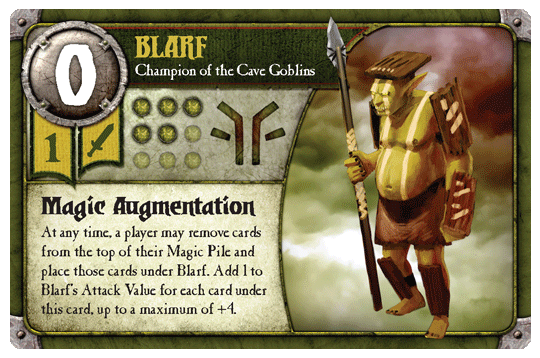 0
BLARF
Champion of the Cave Goblins
1
Magic Augmentation
At any time, a player may remove cards
from the top of their Magic Pile and
place those cards under Blarf. Add 1 to
Blarf's Attack Value for each card under
this card, up to a maximum of +4.